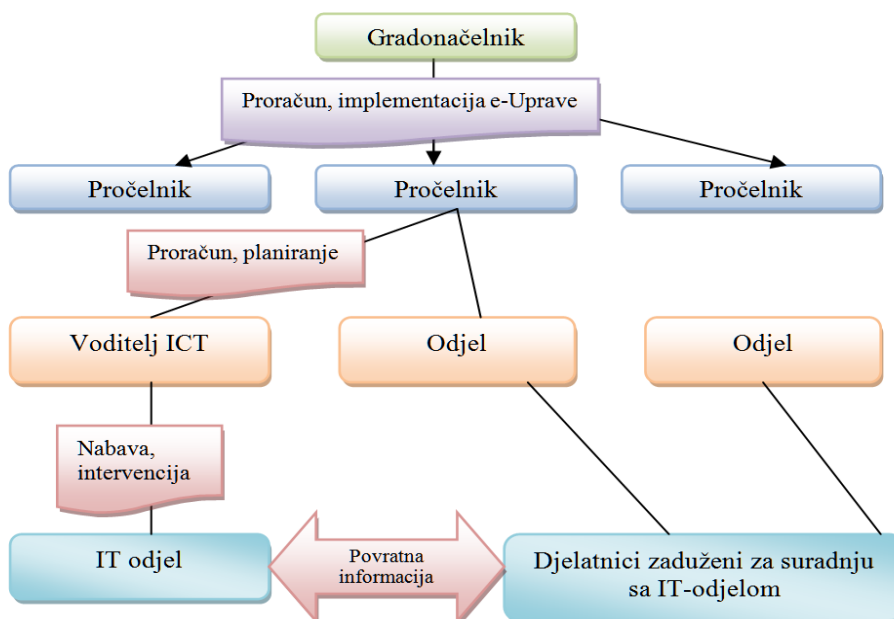 Gradonačelnik
Proračun, implementacija e-Uprave
Pročelnik
Pročelnik
Pročelnik
Proračun, planiranje
Voditelj ICT
Odjel
Odjel
Nabava,
intervencija
IT odjel
Povratna
informacija
Djelatnici zaduženi za suradnju
sa IT-odjelom